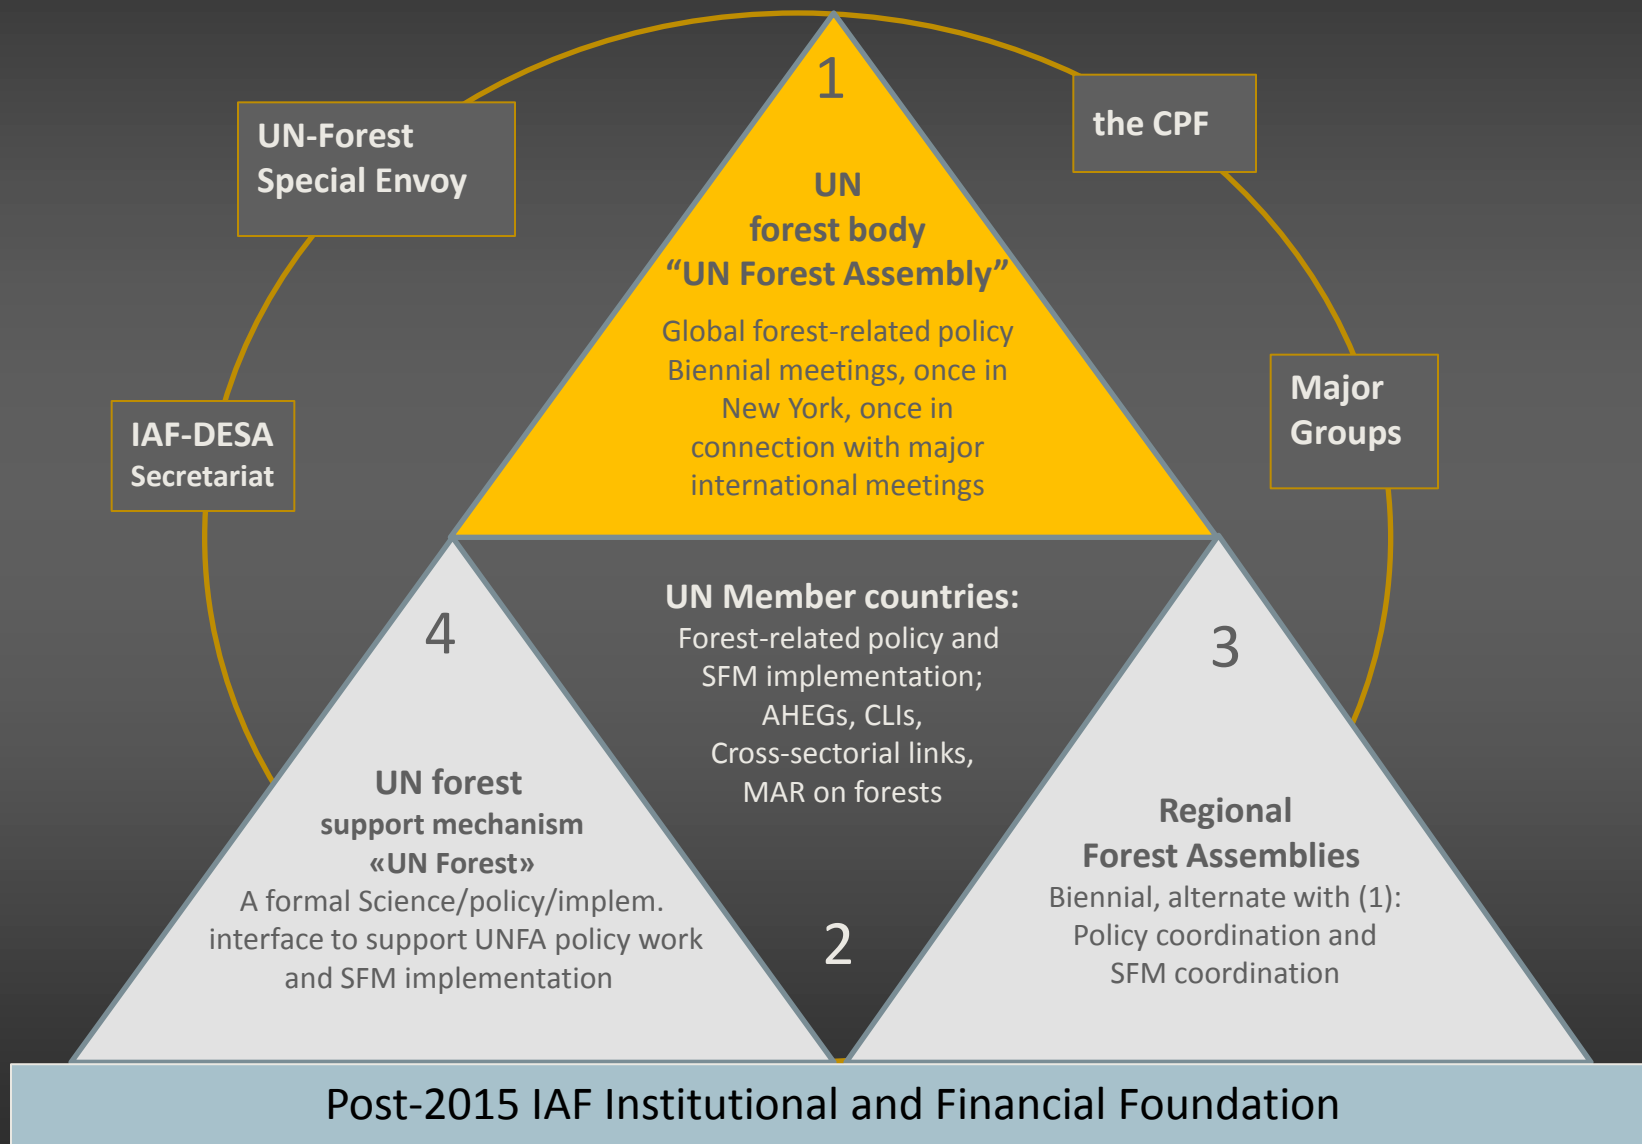 1
UN
forest body
“UN Forest Assembly”
Global forest-related policy
Biennial meetings, once in
New York, once in
connection with major
international meetings
UN-Forest
Special Envoy
the CPF
IAF-DESA
Secretariat
Major
Groups
UN Member countries:
Forest-related policy and
SFM implementation;
AHEGs, CLIs,
Cross-sectorial links,
MAR on forests
2
4
UN forest
support mechanism
«UN Forest»
A formal Science/policy/implem.
interface to support UNFA policy work
and SFM implementation
3
Regional
Forest Assemblies
Biennial, alternate with (1):
Policy coordination and
SFM coordination
Post-2015 IAF Institutional and Financial Foundation